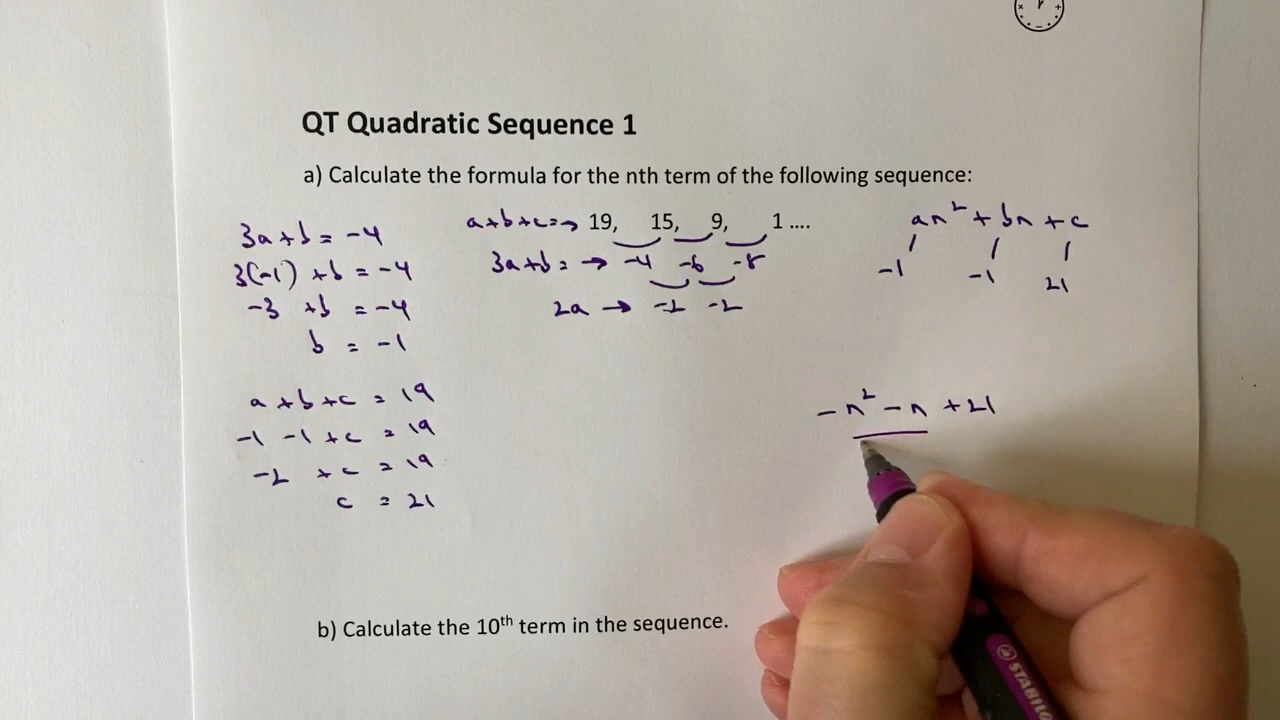 QT Quadratic Sequence 1
a) Calculate the formula for the nth term of the following sequence:
a+b+c=> 19, 15, 9, 1 ....
3a+b= → -4 -6 -8
2a → -2 -2
an² + bn + c
-1 -1 21
3a+b = -4
3(-1) +b = -4
-3 +b = -4
b = -1
a +b+c = 19
-1 -1 +c = 19
-2 +c = 19
c = 21
-n² -n +21
b) Calculate the 10th term in the sequence.
STABILO